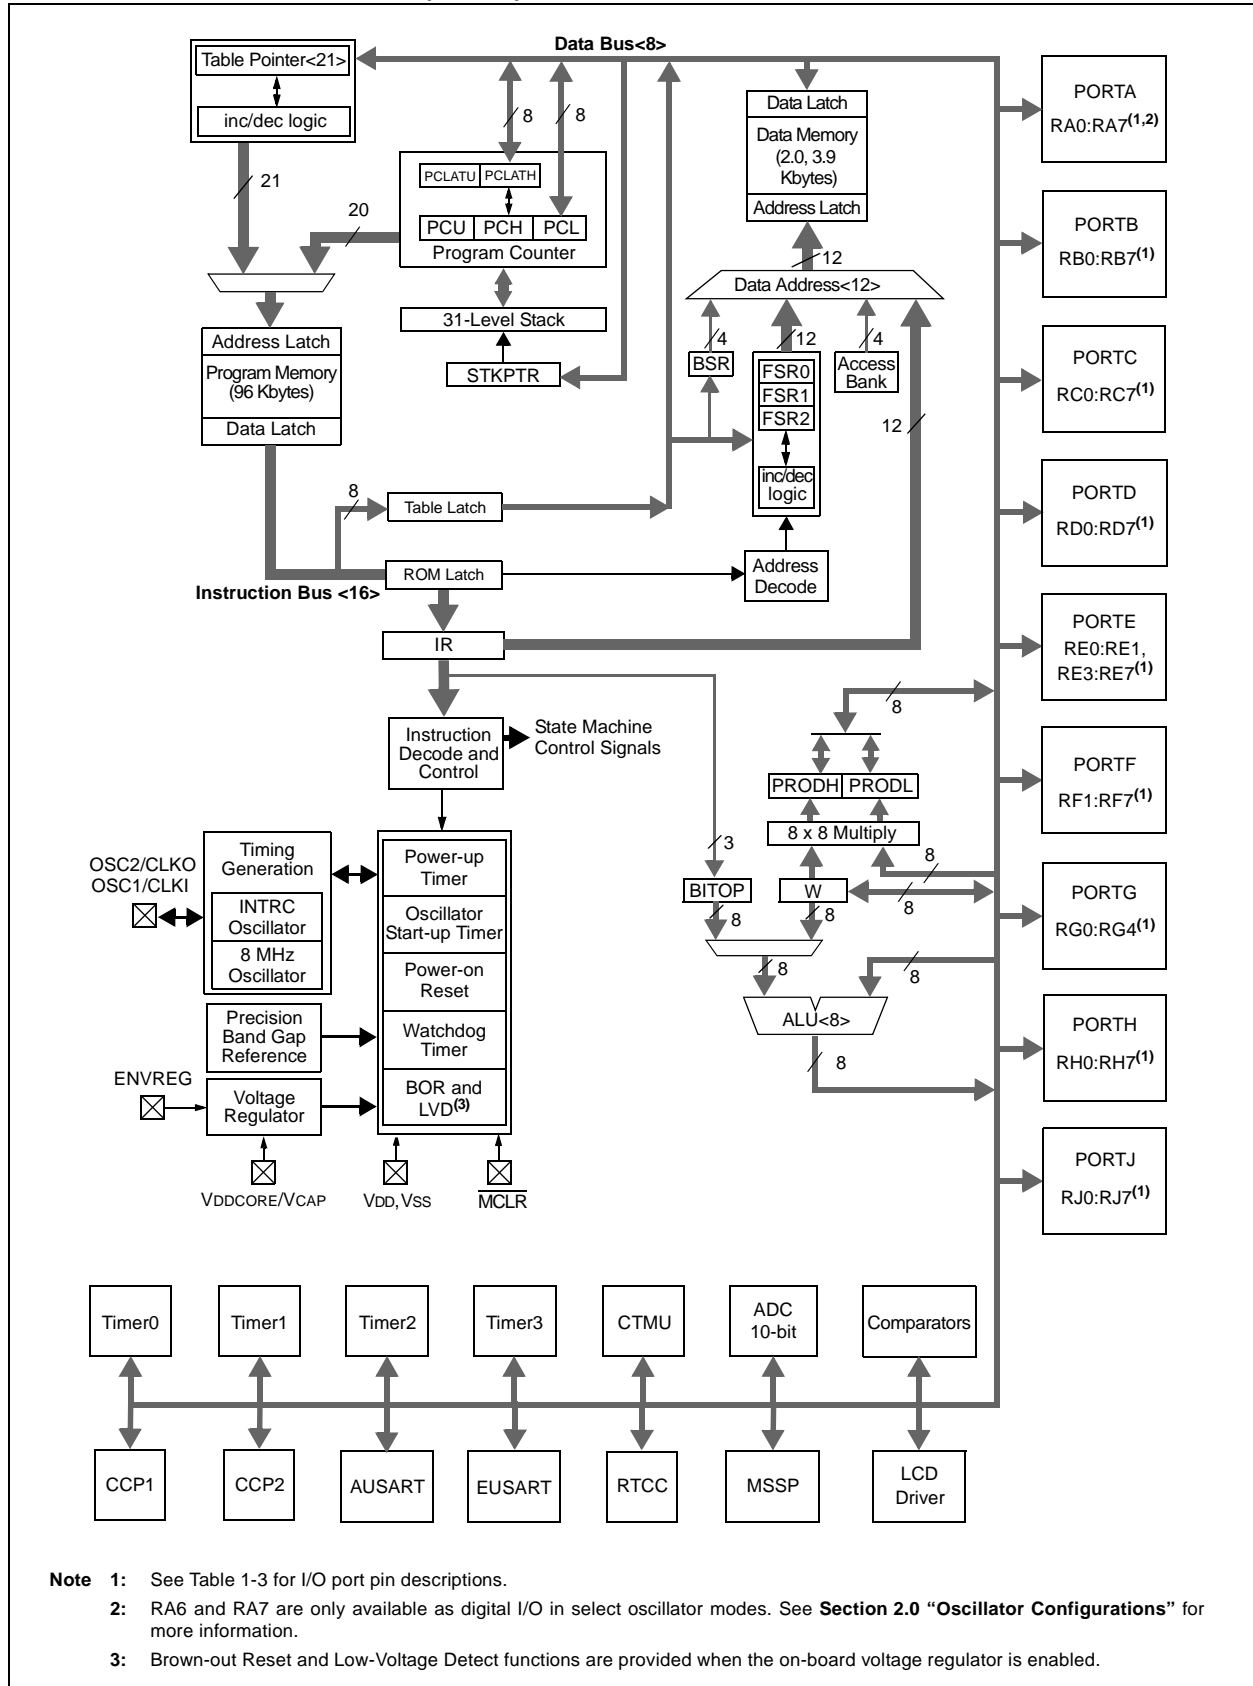 Data Bus<8>
Table Pointer<21>
inc/dec logic
21
20
8
8
PCLATU PCLATH
PCU PCH PCL
Program Counter
31-Level Stack
STKPTR
Address Latch
Program Memory
(96 Kbytes)
Data Latch
8
Table Latch
ROM Latch
Instruction Bus <16>
IR
Data Latch
Data Memory
(2.0, 3.9
Kbytes)
Address Latch
12
Data Address<12>
4
12
4
BSR
FSR0
FSR1
FSR2
inc/dec
logic
Access
Bank
12
Address
Decode
Instruction
Decode and
Control
State Machine
Control Signals
8
PRODH PRODL
8 x 8 Multiply
3
8
BITOP
W
8
8
8
8
8
ALU<8>
8
OSC2/CLKO
OSC1/CLKI
Timing
Generation
INTRC
Oscillator
8 MHz
Oscillator
Precision
Band Gap
Reference
ENVREG
Voltage
Regulator
Power-up
Timer
Oscillator
Start-up Timer
Power-on
Reset
Watchdog
Timer
BOR and
LVD(3)
VDDCORE/VCAP
VDD, VSS
MCLR
PORTA
RA0:RA7(1,2)
PORTB
RB0:RB7(1)
PORTC
RC0:RC7(1)
PORTD
RD0:RD7(1)
PORTE
RE0:RE1,
RE3:RE7(1)
PORTF
RF1:RF7(1)
PORTG
RG0:RG4(1)
PORTH
RH0:RH7(1)
PORTJ
RJ0:RJ7(1)
Timer0
Timer1
Timer2
Timer3
CTMU
ADC
10-bit
Comparators
CCP1
CCP2
AUSART
EUSART
RTCC
MSSP
LCD
Driver
Note 1: See Table 1-3 for I/O port pin descriptions.
2: RA6 and RA7 are only available as digital I/O in select oscillator modes. See Section 2.0 “Oscillator Configurations” for
more information.
3: Brown-out Reset and Low-Voltage Detect functions are provided when the on-board voltage regulator is enabled.